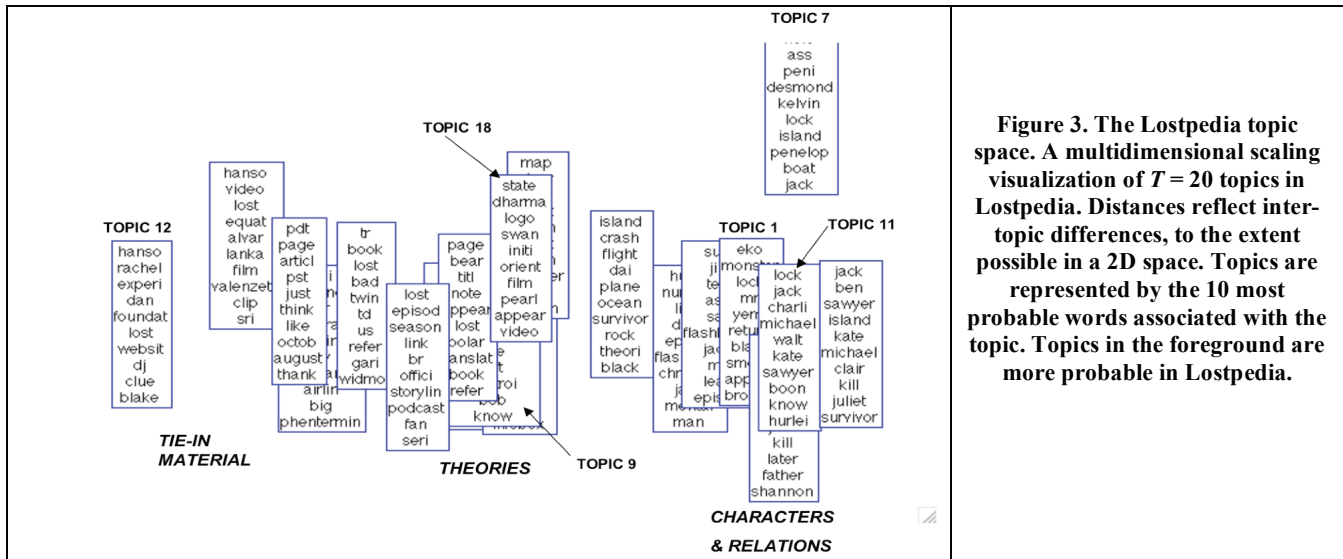 TOPIC 7
ass
peni
desmond
kelvin
lock
island
penelop
boat
jack
TOPIC 18
map
state
dharma
logo
swan
initi
orient
film
pearl
appear
video
hanso
video
lost
equat
alvar
lanka
film
valenzet
clip
sri
TOPIC 12
hanso
rachel
experi
dan
foundat
lost
websit
dj
clue
blake
pdt
page
articl
pst
just
think
like
octob
august
thank
airlin
big
phentermin
tr
book
lost
bad
twin
td
us
refer
gari
widmo
lost
episod
season
link
br
offici
storylin
podcast
fan
seri
page
bear
titl
note
ppear
lost
polar
anslat
book
refer
know
TOPIC 9
island
crash
flight
dai
plane
ocean
survivor
rock
theori
black
man
TOPIC 1
eko
monst
lock
TOPIC 11
lock
jack
charli
michael
walt
kate
sawyer
boon
know
hurlei
kill
later
father
shannon
jack
ben
sawyer
island
kate
michael
clair
kill
juliet
survivor
TIE-IN
MATERIAL
THEORIES
CHARACTERS
& RELATIONS
Figure 3. The Lostpedia topic
space. A multidimensional scaling
visualization of T = 20 topics in
Lostpedia. Distances reflect inter-
topic differences, to the extent
possible in a 2D space. Topics are
represented by the 10 most
probable words associated with the
topic. Topics in the foreground are
more probable in Lostpedia.